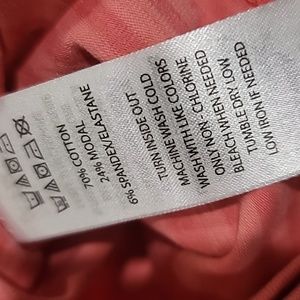 70% COTTON
24% MODAL
6% SPANDEX/ELASTANE
TURN INSIDE OUT
MACHINE WASH COLD
WASH WITH LIKE COLORS
ONLY NON - CHLORINE
BLEACH WHEN NEEDED
TUMBLE DRY LOW
LOW IRON IF NEEDED